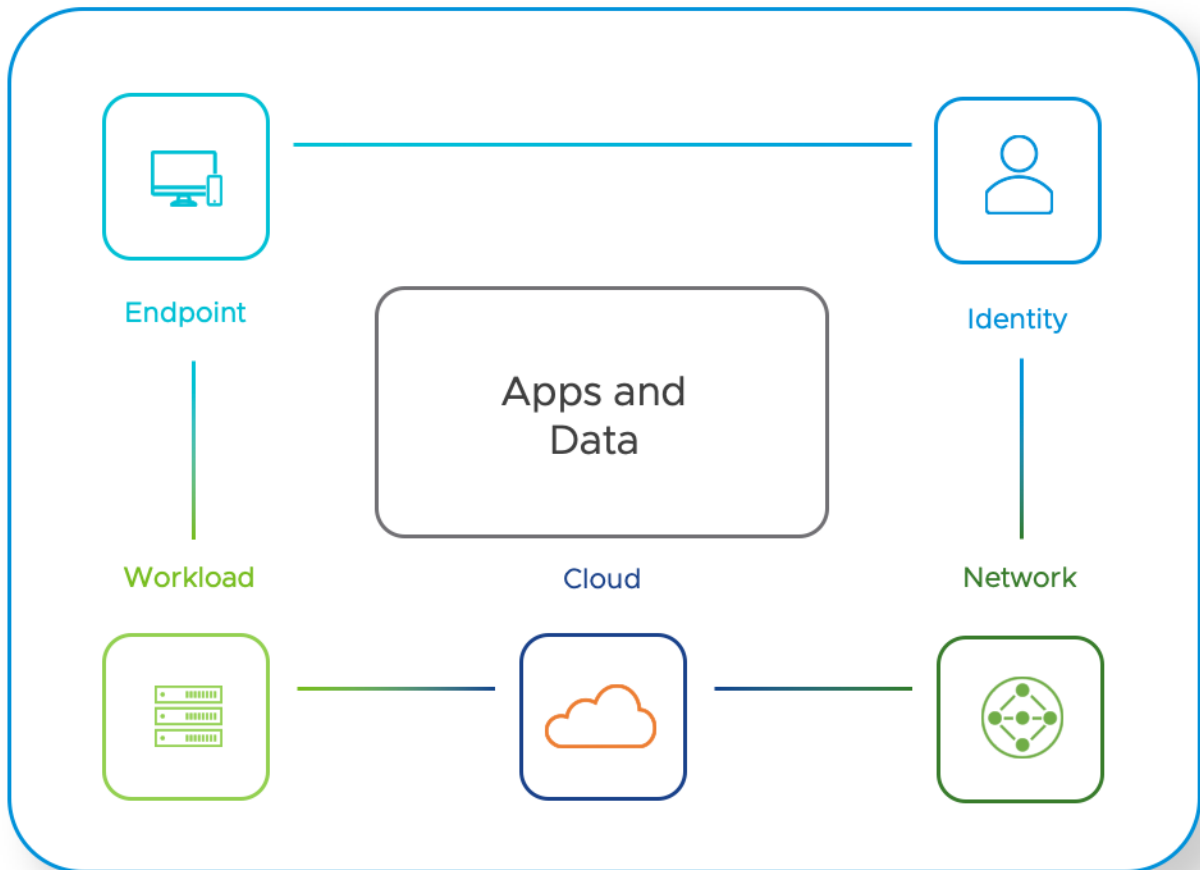 Endpoint
Identity
Apps and
Data
Workload
Cloud
Network